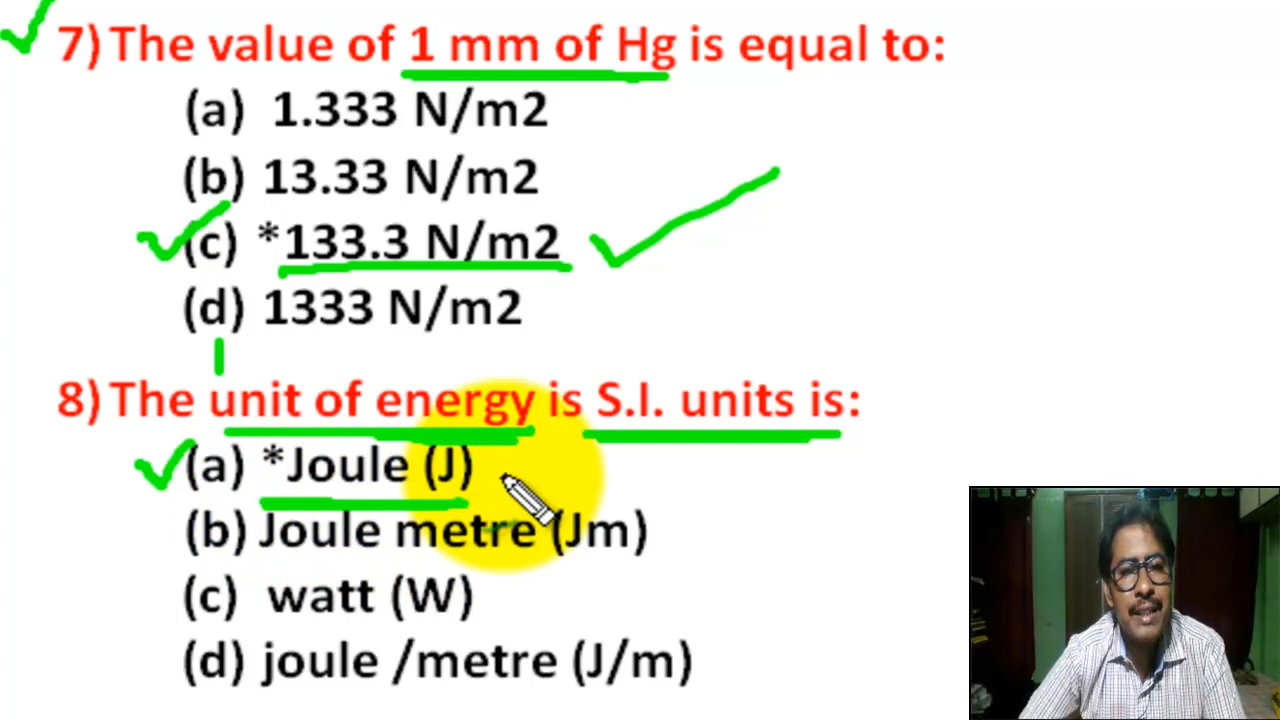 7) The value of 1 mm of Hg is equal to:
(a) 1.333 N/m2
(b) 13.33 N/m2
(c) *133.3 N/m2
(d) 1333 N/m2
8) The unit of energy is S.I. units is:
(a) *Joule (J)
(b) Joule metre (Jm)
(c) watt (W)
(d) joule /metre (J/m)